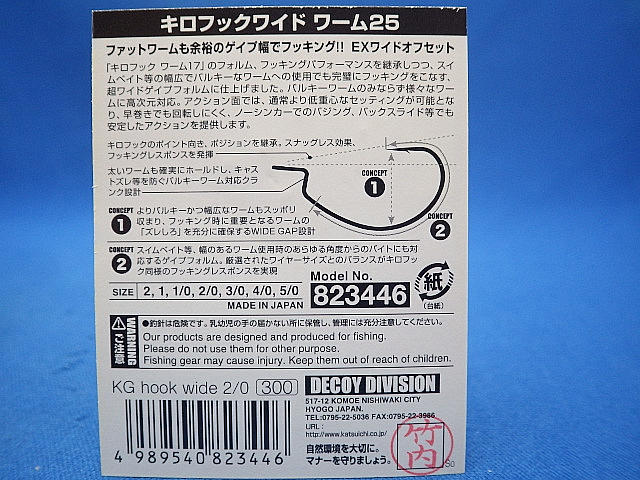 キロフックワイド ワーム25
ファットワームも余裕のゲイプ幅でフッキング!! EXワイドオフセット
「キロフック ワーム17」のフォルム、フッキングパフォーマンスを継承しつつ、スイ
ムベイト等の幅広でバルキーなワームへの使用でも完璧にフッキングをこなす、
超ワイドゲイプフォルムに仕上げました。バルキーワームのみならず様々なワー
ムに高次元対応。アクション面では、通常より低重心なセッティングが可能とな
り、早巻きでも回転しにくく、ノーシンカーでのバジング、バックスライド等でも
安定したアクションを提供します。
キロフックのポイント向き、ポジションを継承。スナッグレス効果、
フッキングレスポンスを発揮
太いワームも確実にホールドし、キャス
トズレ等を防ぐバルキーワーム対応クラ
ンク設計
CONCEPT
1
CONCEPT
2
CONCEPT
1
よりバルキーかつ幅広なワームもスッポリ
収まり、フッキング時に重要となるワームの
「ズレしろ」を充分に確保するWIDE GAP設計
CONCEPT
2
スイムベイト等、幅のあるワーム使用時のあらゆる角度からのバイトにも対
応するゲイプフォルム。厳選されたワイヤーサイズとのバランスがキロフッ
ク同様のフッキングレスポンスを実現
SIZE 2, 1, 1/0, 2/0, 3/0, 4/0, 5/0
MADE IN JAPAN
Model No.
823446
紙
(台紙)
WARNING
ご注意
●釣針は危険です。乳幼児の手の届かない所に保管し、管理には充分注意してください。
Our products are designed and produced for fishing.
Please do not use them for other purpose.
Fishing gear may cause injury. Keep them out of reach of children.
KG hook wide 2/0 300
4 989540 823446
DECOY DIVISION
517-12 KOMOE NISHIWAKI CITY
HYOGO JAPAN.
TEL:0795-22-5036 FAX:0795-22-3986
URL :
http://www.katsuichi.co.jp/
自然環境を大切に。
マナーを守りましょう。
竹内